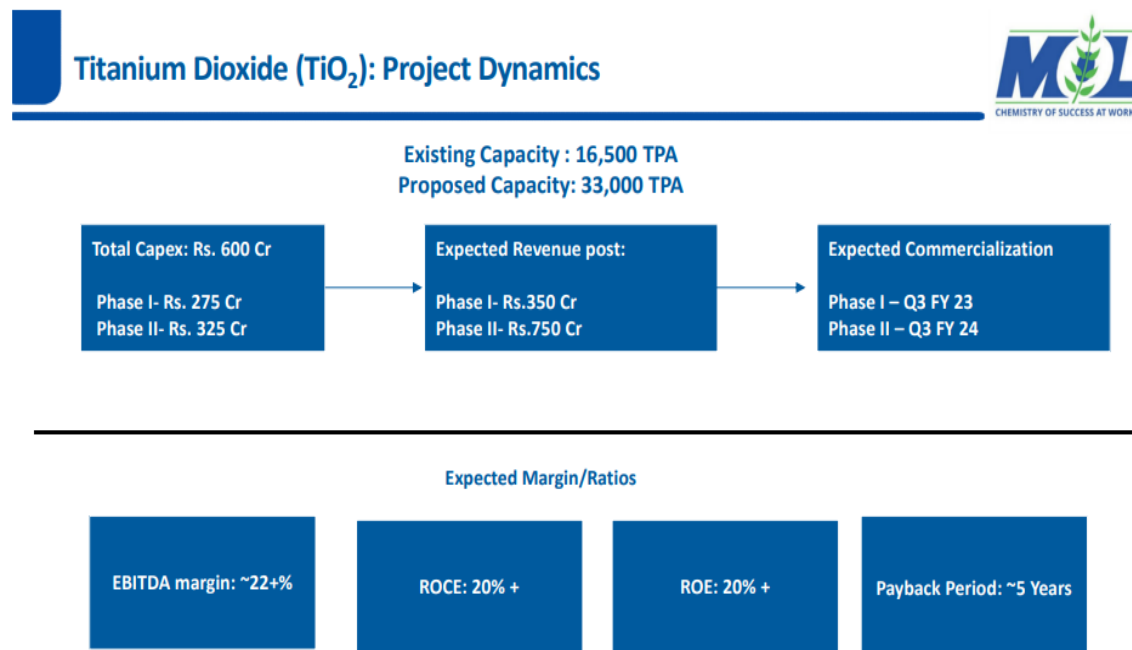 Titanium Dioxide (TiO₂): Project Dynamics
MOL
CHEMISTRY OF SUCCESS AT WORK
Existing Capacity : 16,500 TPA
Proposed Capacity: 33,000 TPA
Total Capex: Rs. 600 Cr
Phase I- Rs. 275 Cr
Phase II- Rs. 325 Cr
Expected Revenue post:
Phase I- Rs.350 Cr
Phase II- Rs.750 Cr
Expected Commercialization
Phase I – Q3 FY 23
Phase II – Q3 FY 24
Expected Margin/Ratios
EBITDA margin: ~22+%
ROCE: 20% +
ROE: 20% +
Payback Period: ~5 Years